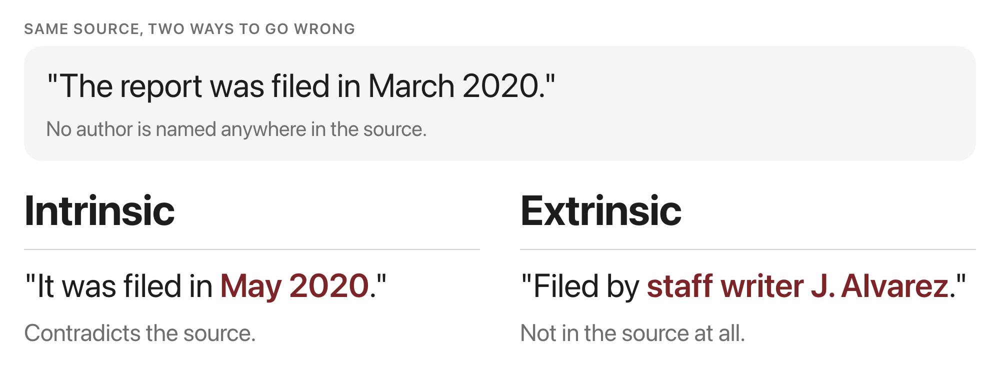 SAME SOURCE, TWO WAYS TO GO WRONG
"The report was filed in March 2020."
No author is named anywhere in the source.
Intrinsic
"It was filed in May 2020."
Contradicts the source.
Extrinsic
"Filed by staff writer J. Alvarez."
Not in the source at all.